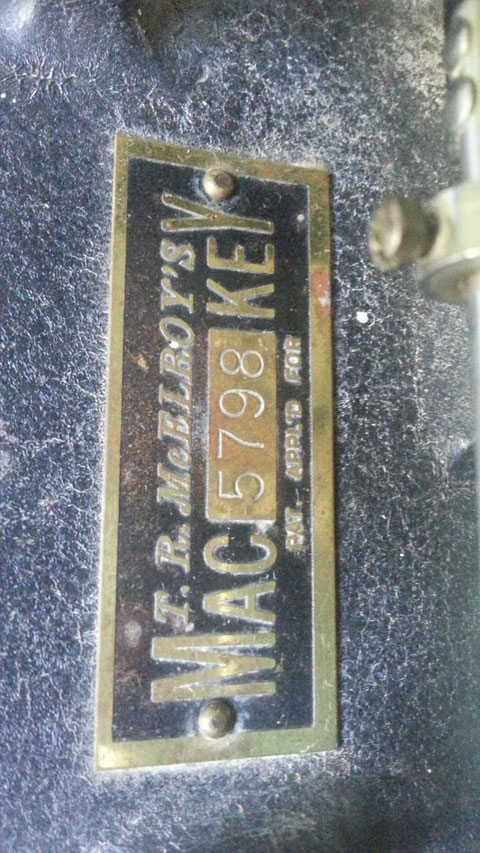 T. R. McELROY'S
MAC 5798 KEY
PAT. APPL'D FOR